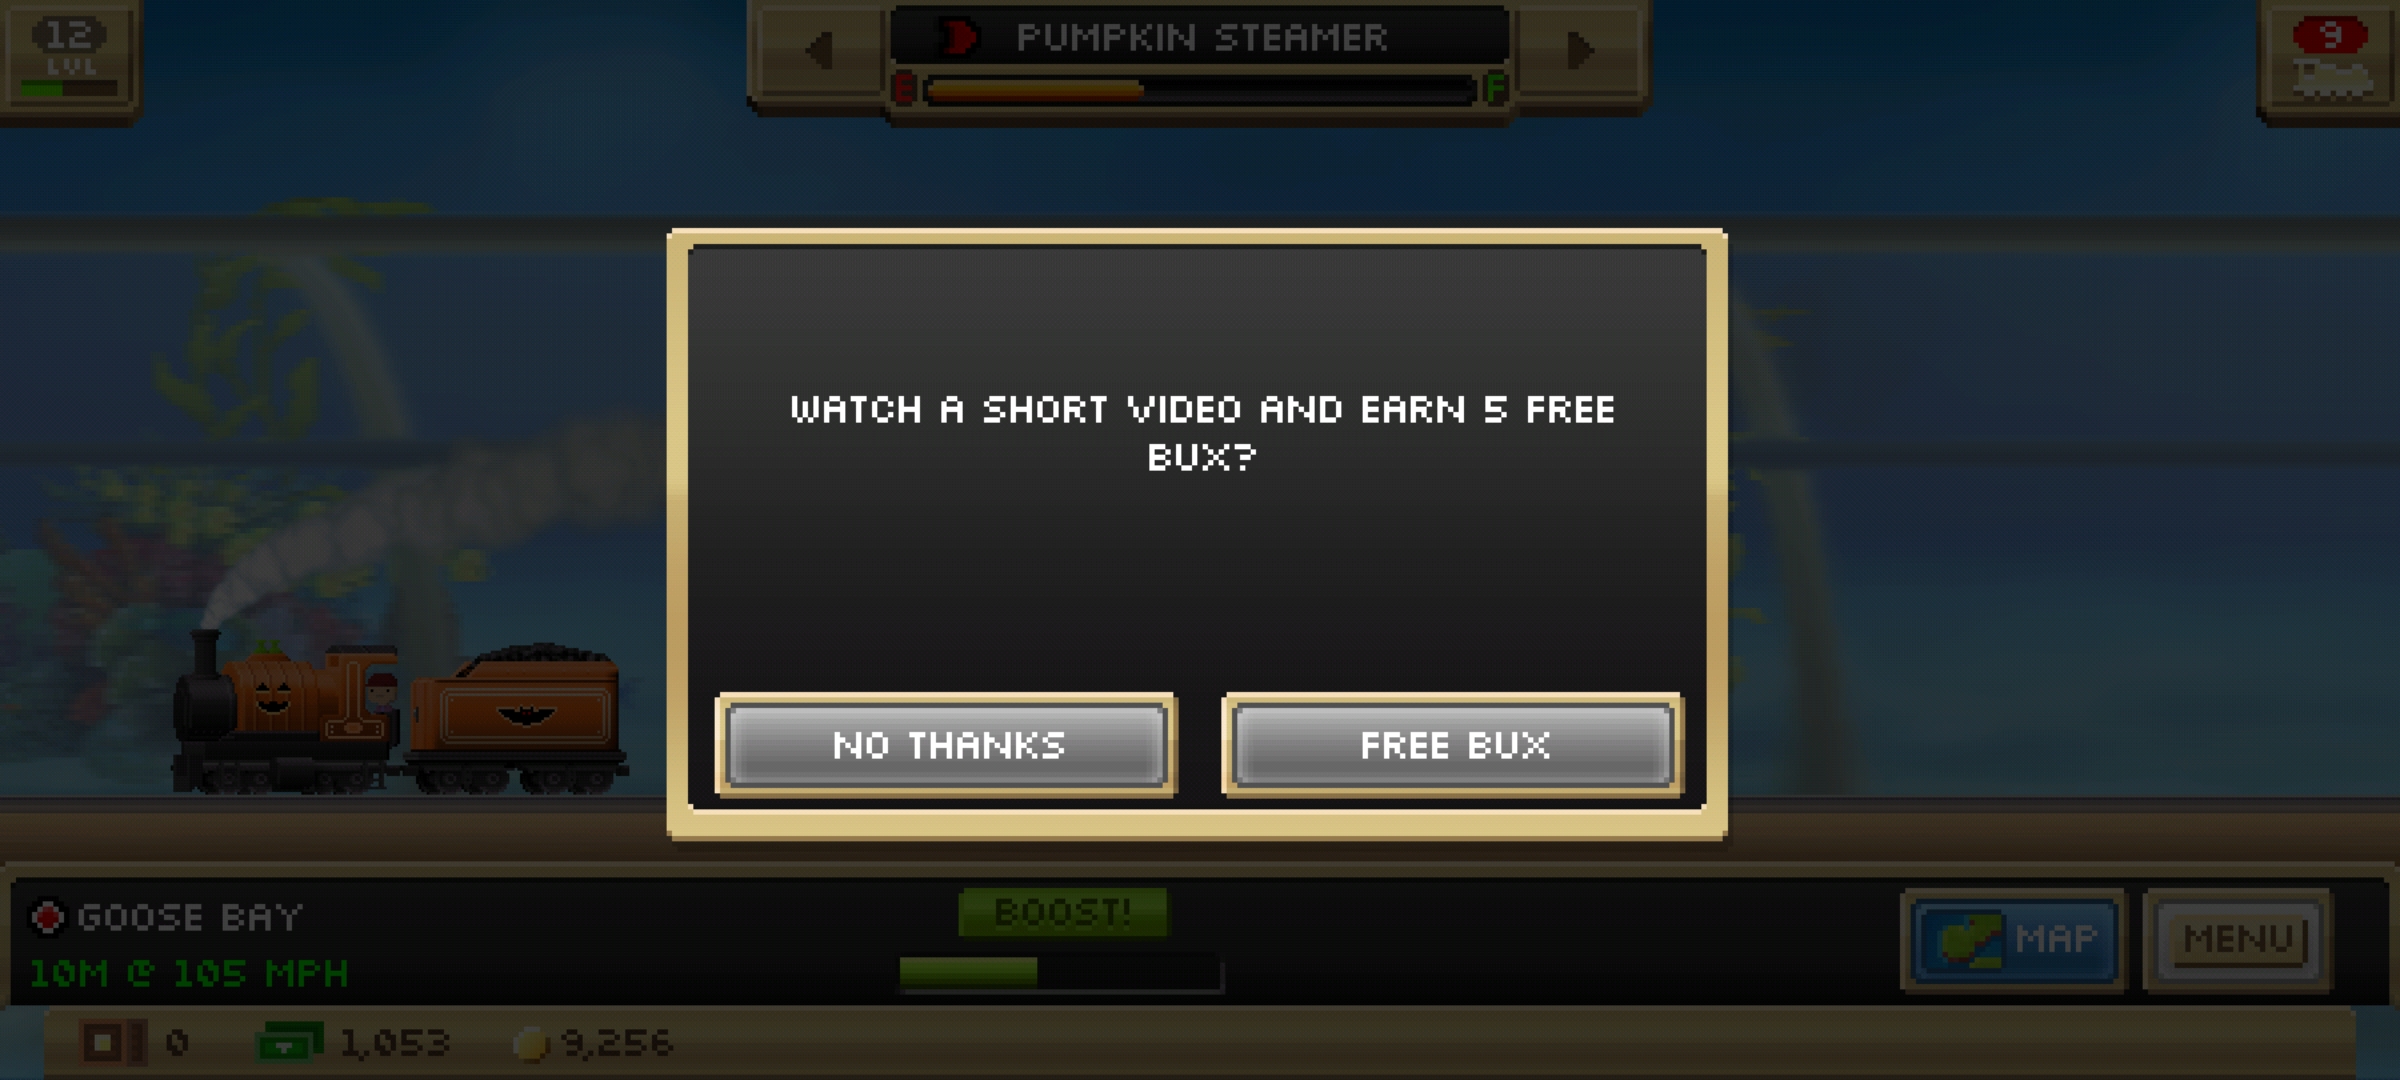 12
LVL
PUMPKIN STEAMER
E F
9
WATCH A SHORT VIDEO AND EARN 5 FREE
BUX?
NO THANKS
FREE BUX
GOOSE BAY
10M @ 105 MPH
BOOST!
MAP
MENU
0
1,053
9,256